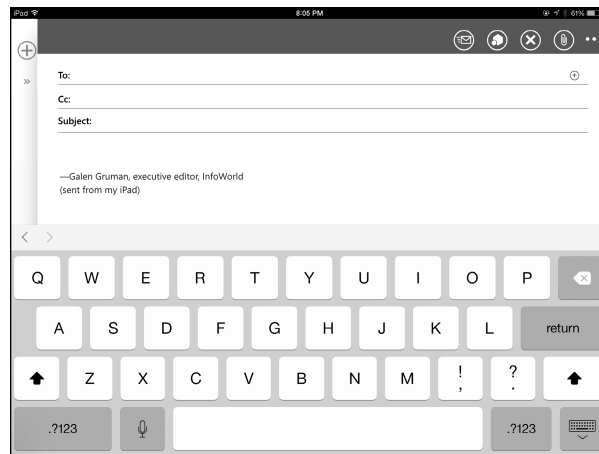 iPad 8:05 PM 61%
To:
Cc:
Subject:
—Galen Gruman, executive editor, InfoWorld
(sent from my iPad)
Q W E R T Y U I O P
A S D F G H J K L return
Z X C V B N M ! , ? .
.?123 .?123